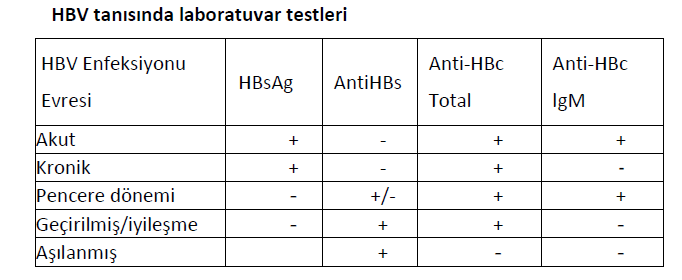 HBV tanısında laboratuvar testleri
HBV Enfeksiyonu Evresi HBsAg AntiHBs Anti-HBc Total Anti-HBc IgM
Akut + - + +
Kronik + - + -
Pencere dönemi - +/- + +
Geçirilmiş/iyileşme - + + -
Aşılanmış + - -